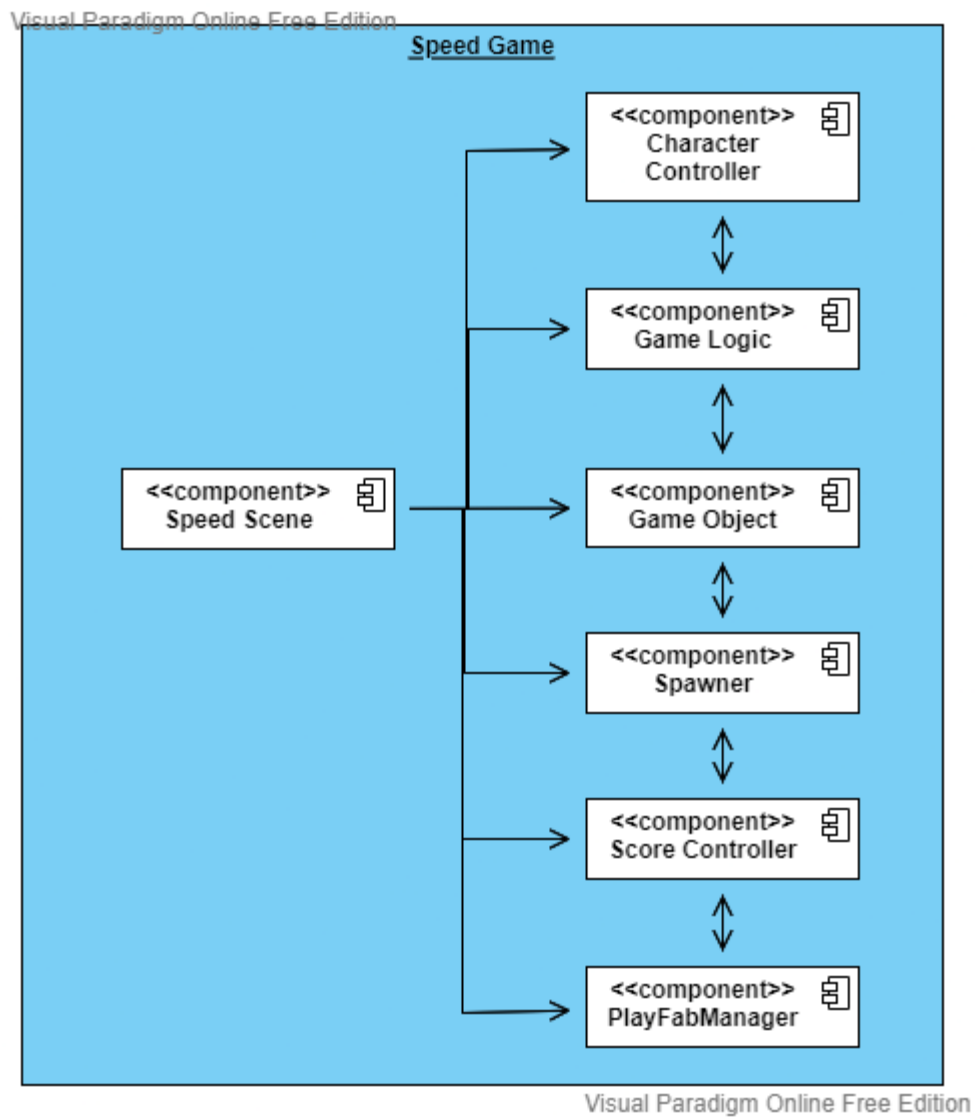 Visual Paradigm Online Free Edition
Speed Game
<<component>>
Character
Controller
<<component>>
Game Logic
<<component>>
Speed Scene
<<component>>
Game Object
<<component>>
Spawner
<<component>>
Score Controller
<<component>>
PlayFabManager
Visual Paradigm Online Free Edition